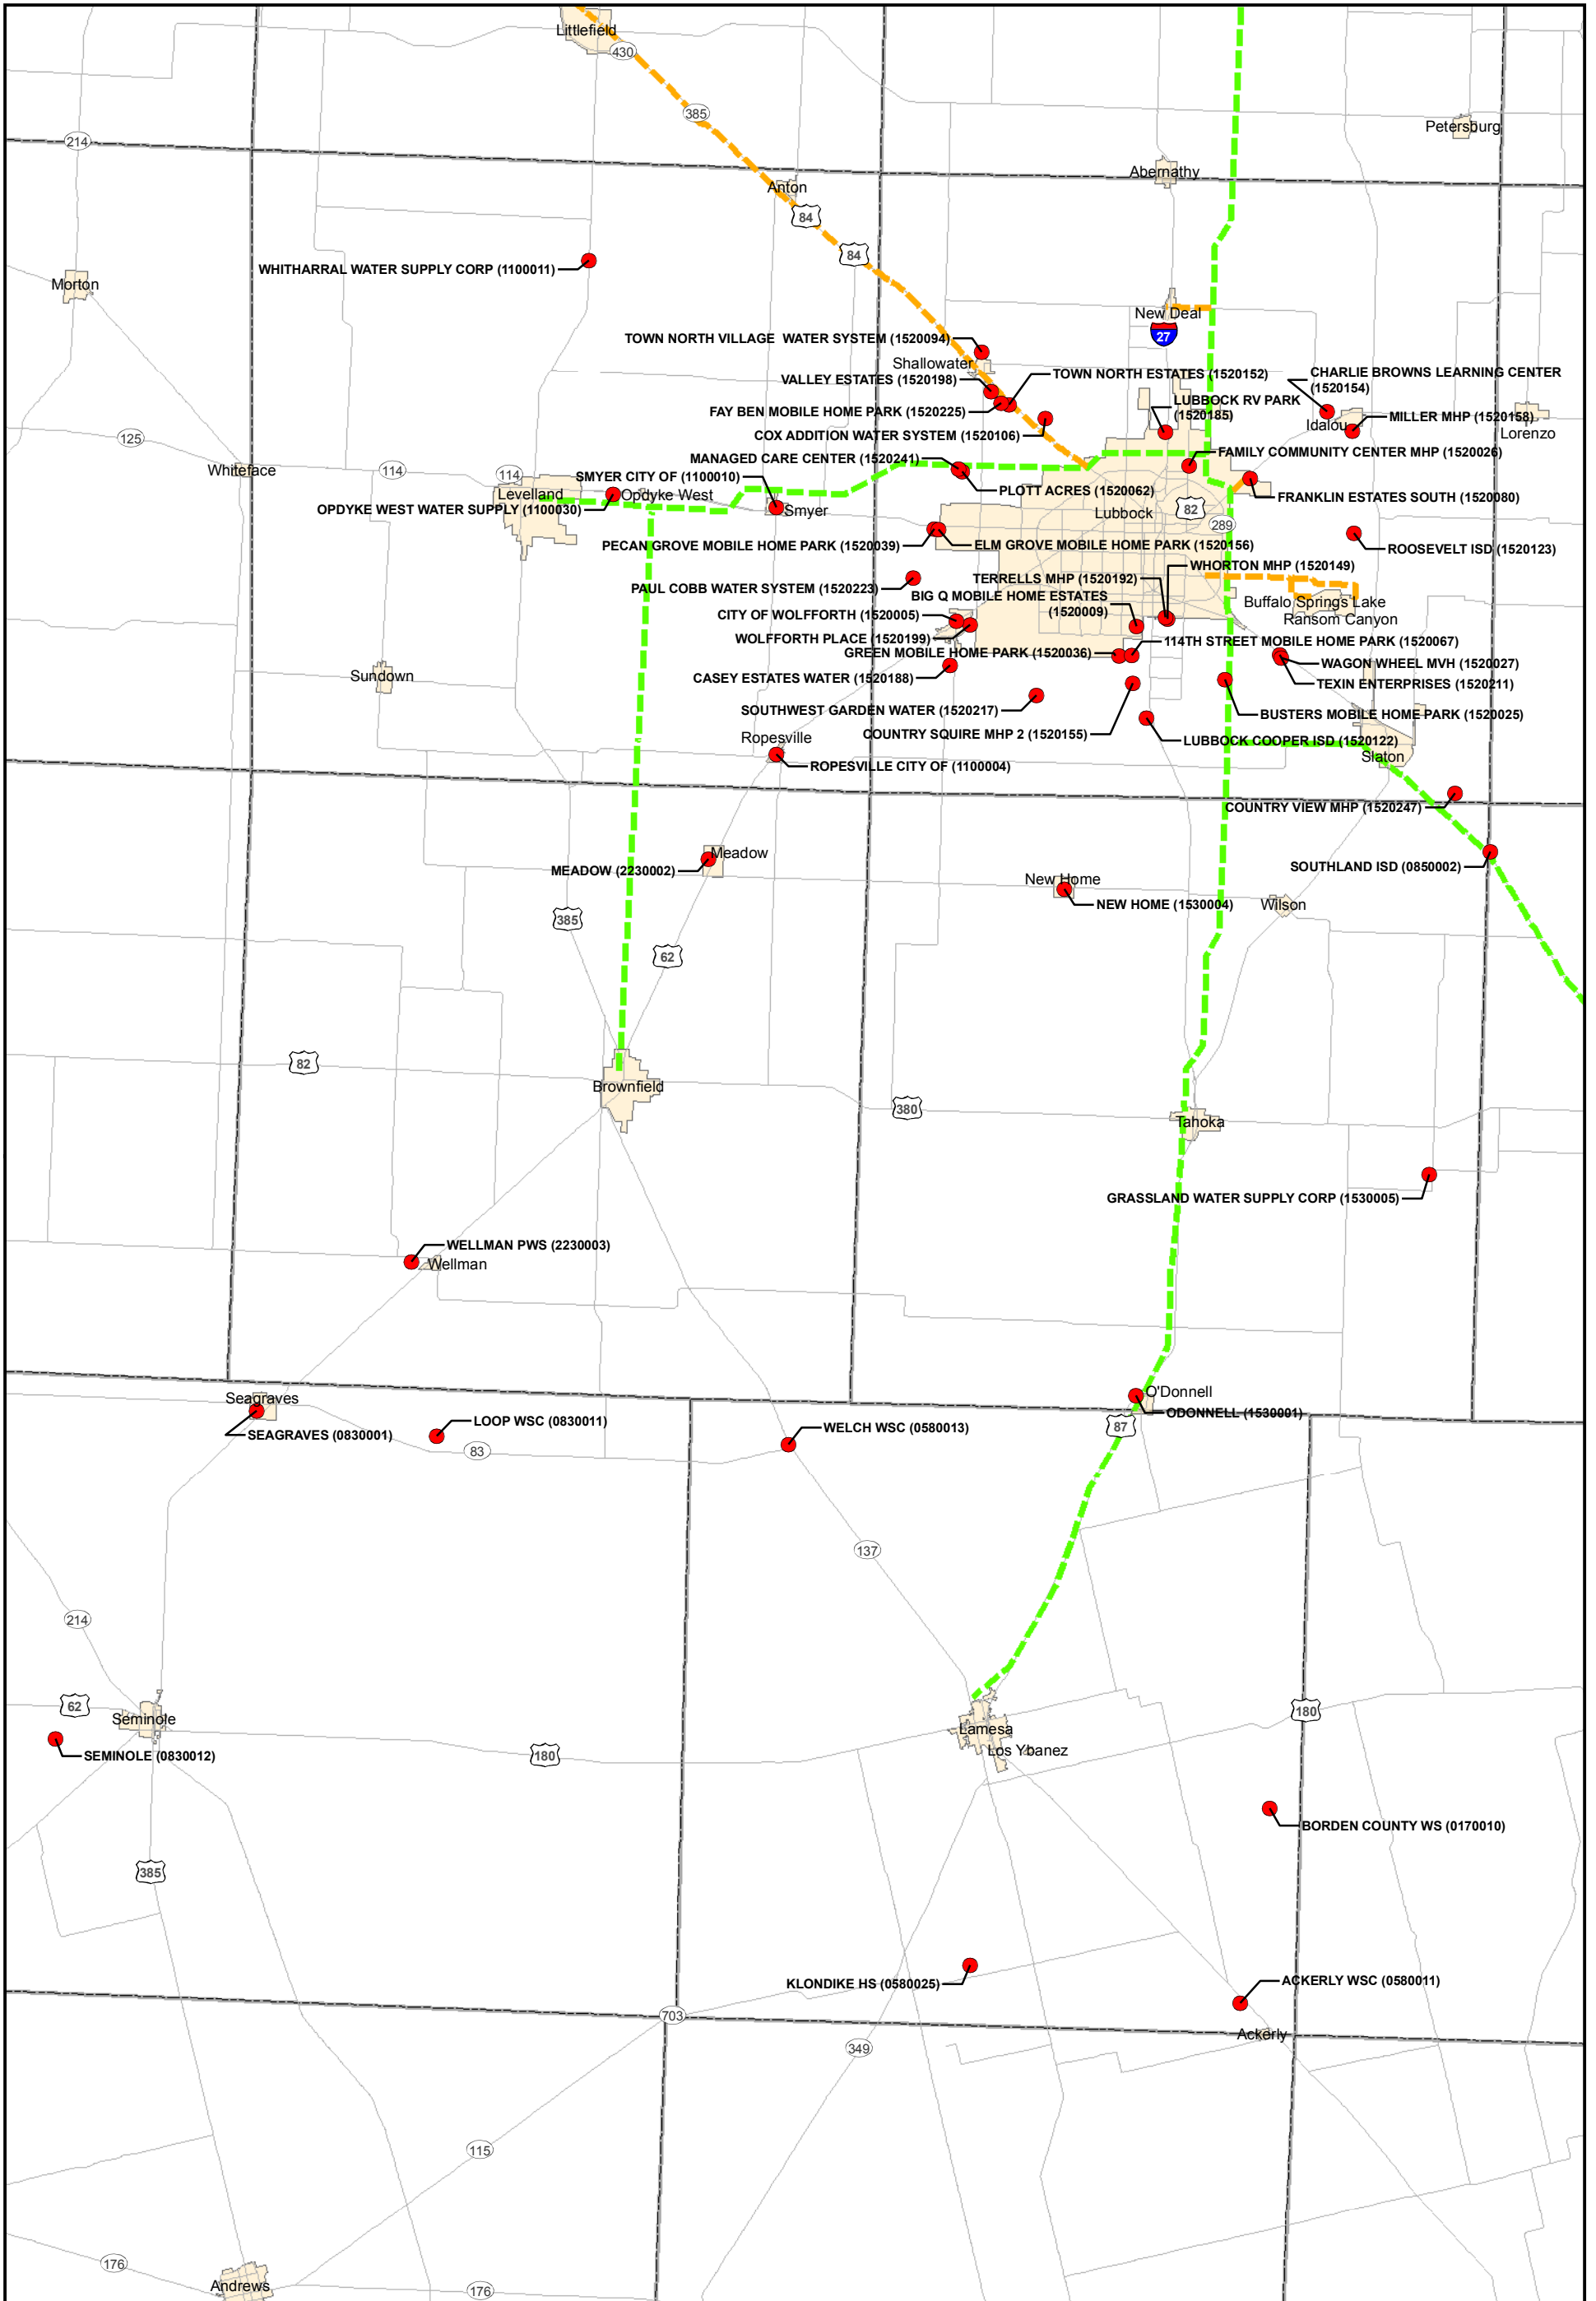 Littlefield
430
385
Petersburg
214
Abernathy
Anton
84
84
WHITHARRAL WATER SUPPLY CORP (1100011)
Morton
New Deal
27
TOWN NORTH VILLAGE  WATER SYSTEM (1520094)
Shallowater
VALLEY ESTATES (1520198)
TOWN NORTH ESTATES (1520152)
CHARLIE BROWNS LEARNING CENTER
(1520154)
FAY BEN MOBILE HOME PARK (1520225)
LUBBOCK RV PARK
(1520185)
MILLER MHP (1520158)
Idalou
Lorenzo
COX ADDITION WATER SYSTEM (1520106)
125
FAMILY COMMUNITY CENTER MHP (1520026)
MANAGED CARE CENTER (1520241)
Whiteface
114
114
SMYER CITY OF (1100010)
PLOTT ACRES (1520062)
Levelland
Opdyke West
FRANKLIN ESTATES SOUTH (1520080)
OPDYKE WEST WATER SUPPLY (1100030)
Smyer
Lubbock
82
289
PECAN GROVE MOBILE HOME PARK (1520039)
ELM GROVE MOBILE HOME PARK (1520156)
ROOSEVELT ISD (1520123)
WHORTON MHP (1520149)
TERRELLS MHP (1520192)
PAUL COBB WATER SYSTEM (1520223)
BIG Q MOBILE HOME ESTATES
(1520009)
Buffalo Springs Lake
CITY OF WOLFFORTH (1520005)
Ransom Canyon
WOLFFORTH PLACE (1520199)
114TH STREET MOBILE HOME PARK (1520067)
GREEN MOBILE HOME PARK (1520036)
WAGON WHEEL MVH (1520027)
Sundown
CASEY ESTATES WATER (1520188)
TEXIN ENTERPRISES (1520211)
SOUTHWEST GARDEN WATER (1520217)
BUSTERS MOBILE HOME PARK (1520025)
COUNTRY SQUIRE MHP 2 (1520155)
LUBBOCK COOPER ISD (1520122)
Ropesville
Slaton
ROPESVILLE CITY OF (1100004)
COUNTRY VIEW MHP (1520247)
Meadow
MEADOW (2230002)
SOUTHLAND ISD (0850002)
New Home
NEW HOME (1530004)
Wilson
385
62
82
Brownfield
380
Tahoka
GRASSLAND WATER SUPPLY CORP (1530005)
WELLMAN PWS (2230003)
Wellman
Seagraves
O'Donnell
ODONNELL (1530001)
LOOP WSC (0830011)
WELCH WSC (0580013)
87
SEAGRAVES (0830001)
83
137
214
62
Seminole
180
Lamesa
SEMINOLE (0830012)
180
Los Ybanez
BORDEN COUNTY WS (0170010)
385
KLONDIKE HS (0580025)
ACKERLY WSC (0580011)
703
Ackerly
349
115
176
Andrews
176